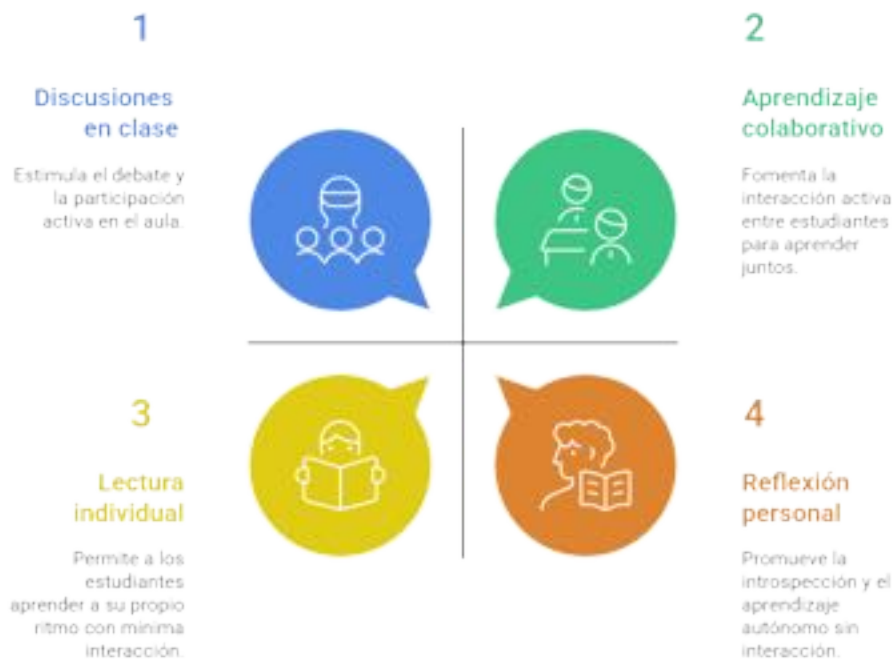 1
Discusiones
en clase
Estimula el debate y
la participación
activa en el aula.
2
Aprendizaje
colaborativo
Fomenta la
interacción activa
entre estudiantes
para aprender
juntos.
3
Lectura
individual
Permite a los
estudiantes
aprender a su propio
ritmo con mínima
interacción.
4
Reflexión
personal
Promueve la
introspección y el
aprendizaje
autónomo sin
interacción.